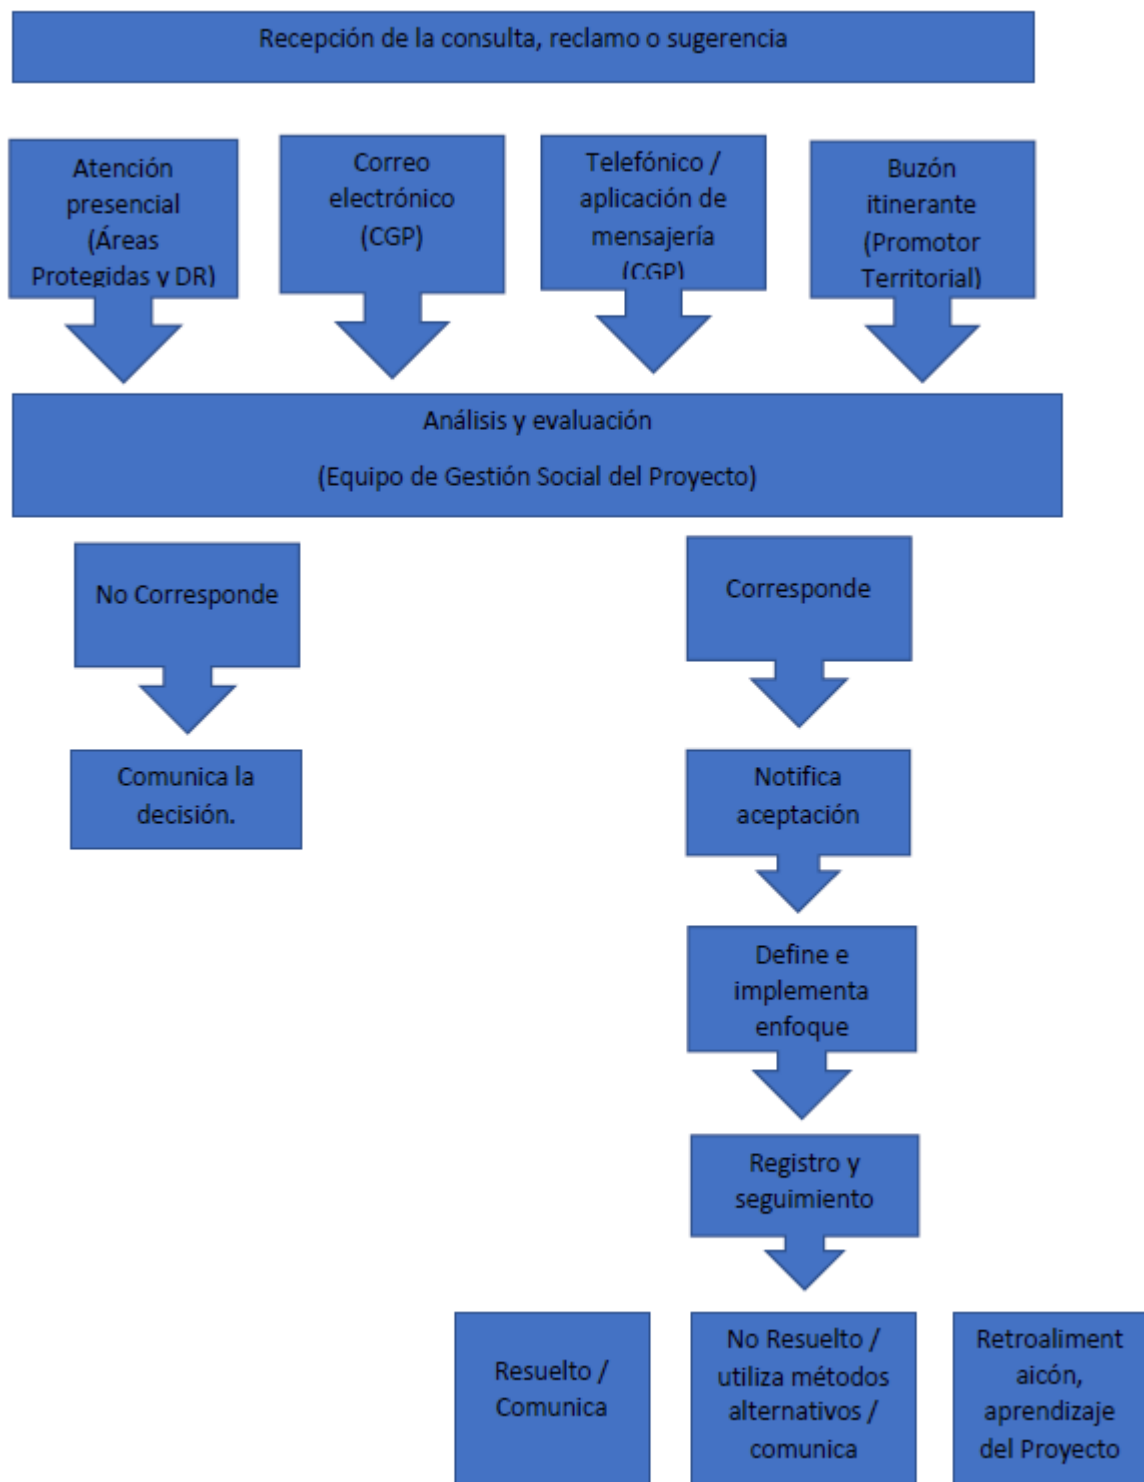 Recepción de la consulta, reclamo o sugerencia
Atención
presencial
(Áreas
Protegidas y DR)
Correo
electrónico
(CGP)
Telefónico /
aplicación de
mensajería
(CGP)
Buzón
itinerante
(Promotor
Territorial)
Análisis y evaluación
(Equipo de Gestión Social del Proyecto)
No Corresponde
Corresponde
Comunica la
decisión.
Notifica
aceptación
Define e
implementa
enfoque
Registro y
seguimiento
Resuelto /
Comunica
No Resuelto /
utiliza métodos
alternativos /
comunica
Retroaliment
aicón,
aprendizaje
del Proyecto